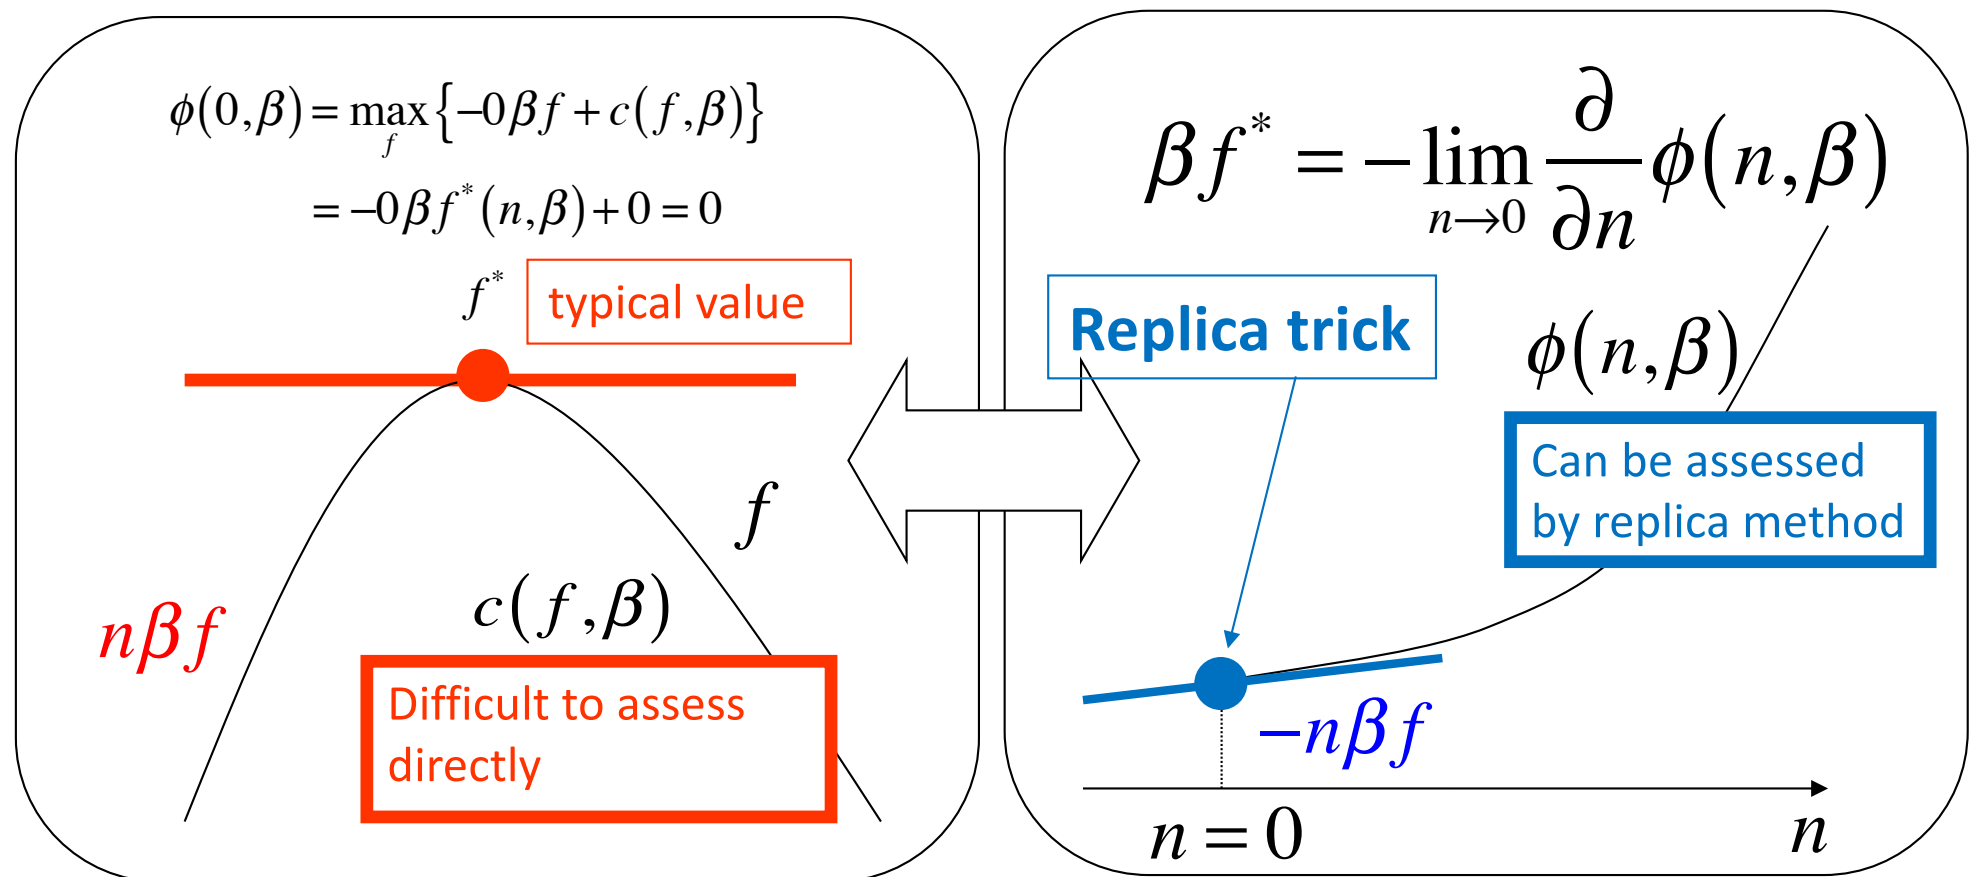 ϕ(0,β) = max_f {−0βf + c(f,β)}
= −0βf*(n,β) + 0 = 0
f*
typical value
f
nβf
c(f,β)
Difficult to assess
directly
βf* = − lim_{n→0} ∂/∂n ϕ(n,β)
Replica trick
ϕ(n,β)
Can be assessed
by replica method
−nβf
n = 0
n